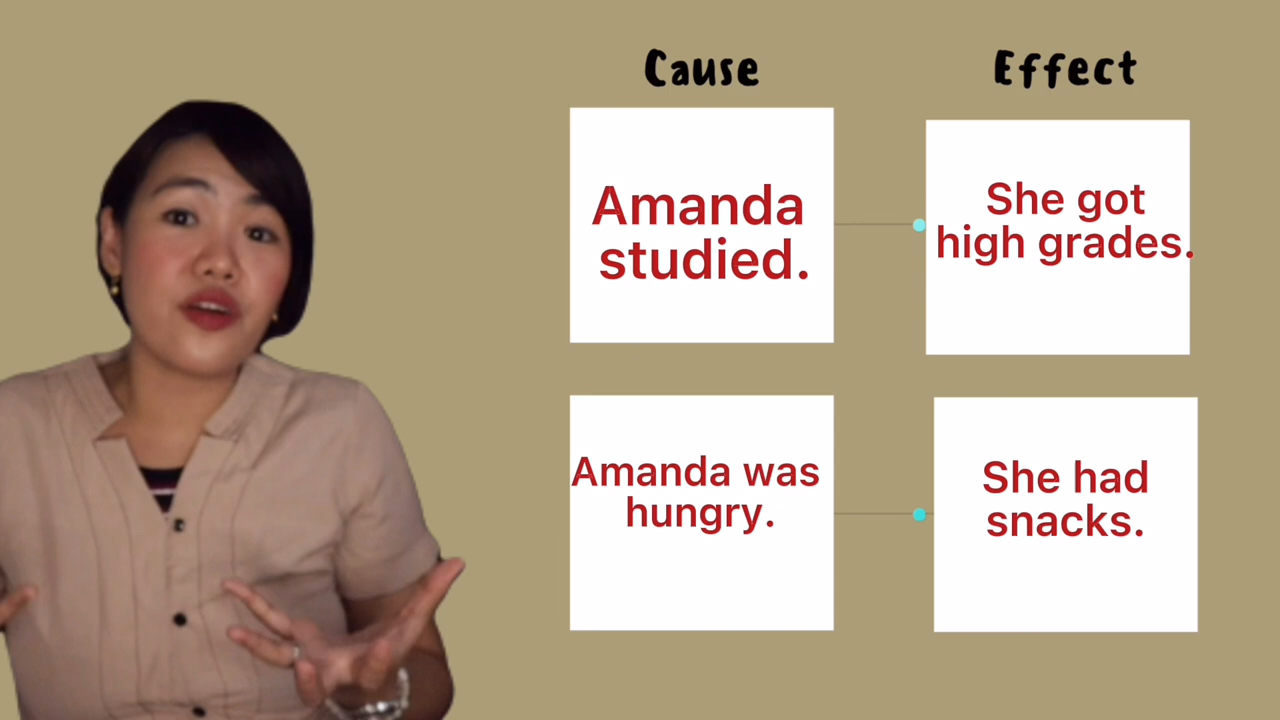 Cause
Effect
Amanda
studied.
She got
high grades.
Amanda was
hungry.
She had
snacks.